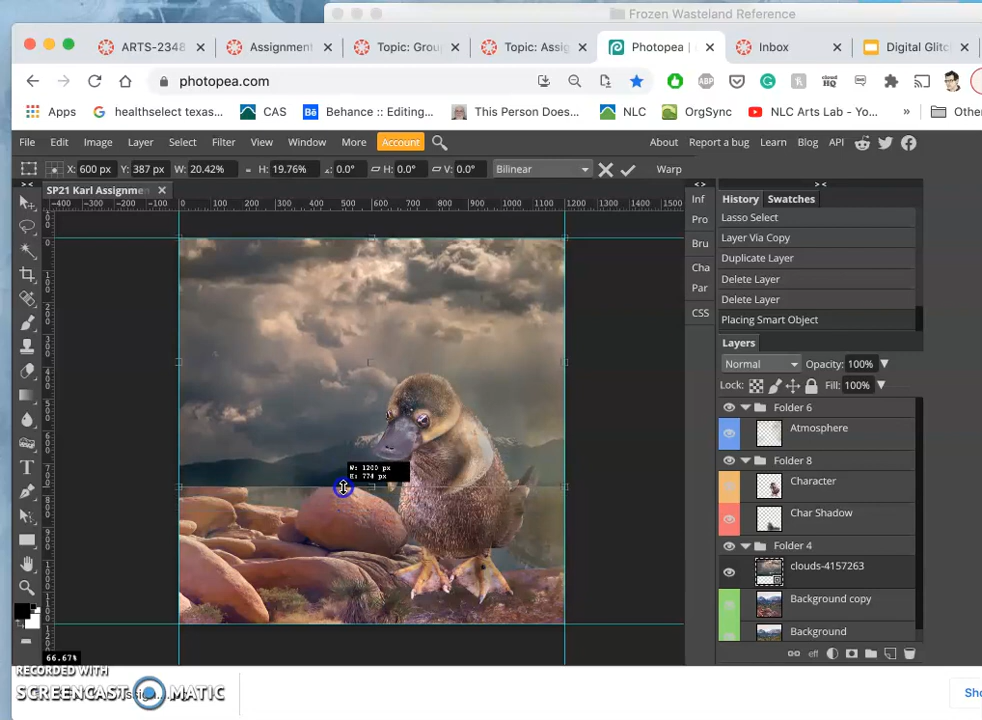 Frozen Wasteland Reference
ARTS-2348
Assignment
Topic: Grou
Topic: Assig
Photopea |
Inbox
Digital Glitc
photopea.com
Apps
healthselect texas...
CAS
Behance :: Editing...
This Person Does...
NLC
OrgSync
NLC Arts Lab - Yo...
»
Othe
File Edit Image Layer Select Filter View Window More Account
About Report a bug Learn Blog API
X: 600 px Y: 387 px W: 20.42% H: 19.76% 0.0° H: 0.0° V: 0.0° Bilinear Warp
SP21 Karl Assignmen
Inf
Pro
Bru
Cha
Par
CSS
History Swatches
Lasso Select
Layer Via Copy
Duplicate Layer
Delete Layer
Delete Layer
Placing Smart Object
Layers
Normal Opacity: 100%
Lock: Fill: 100%
Folder 6
Atmosphere
Folder 8
Character
Char Shadow
Folder 4
clouds-4157263
Background copy
Background
W: 1200 px
H: 774 px
66.67%
RECORDED WITH
SCREENCAST MATIC
Sho